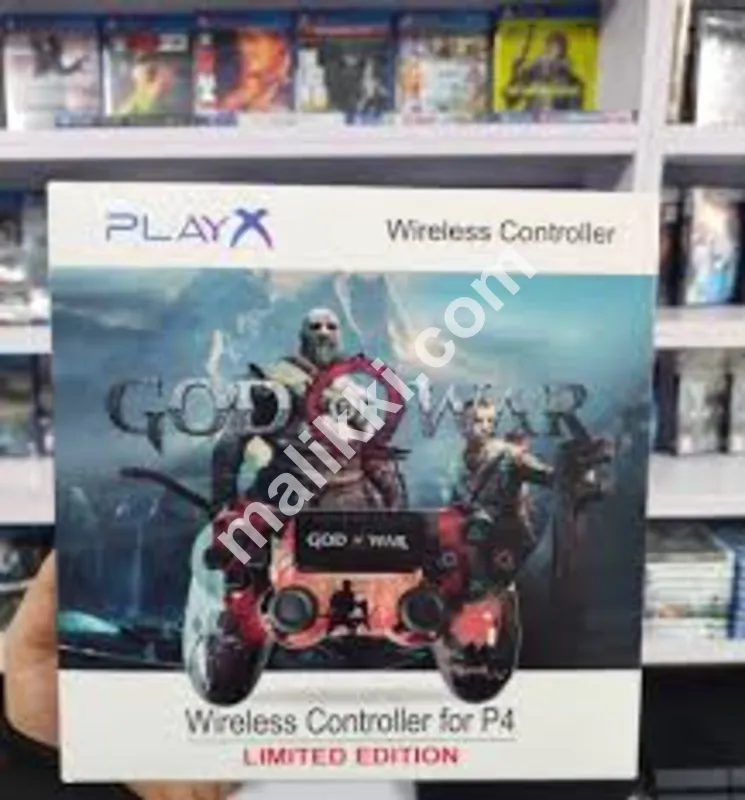 PLAYX
Wireless Controller
GOD OF WAR
malikki.com
GOD OF WAR
Wireless Controller for P4
LIMITED EDITION